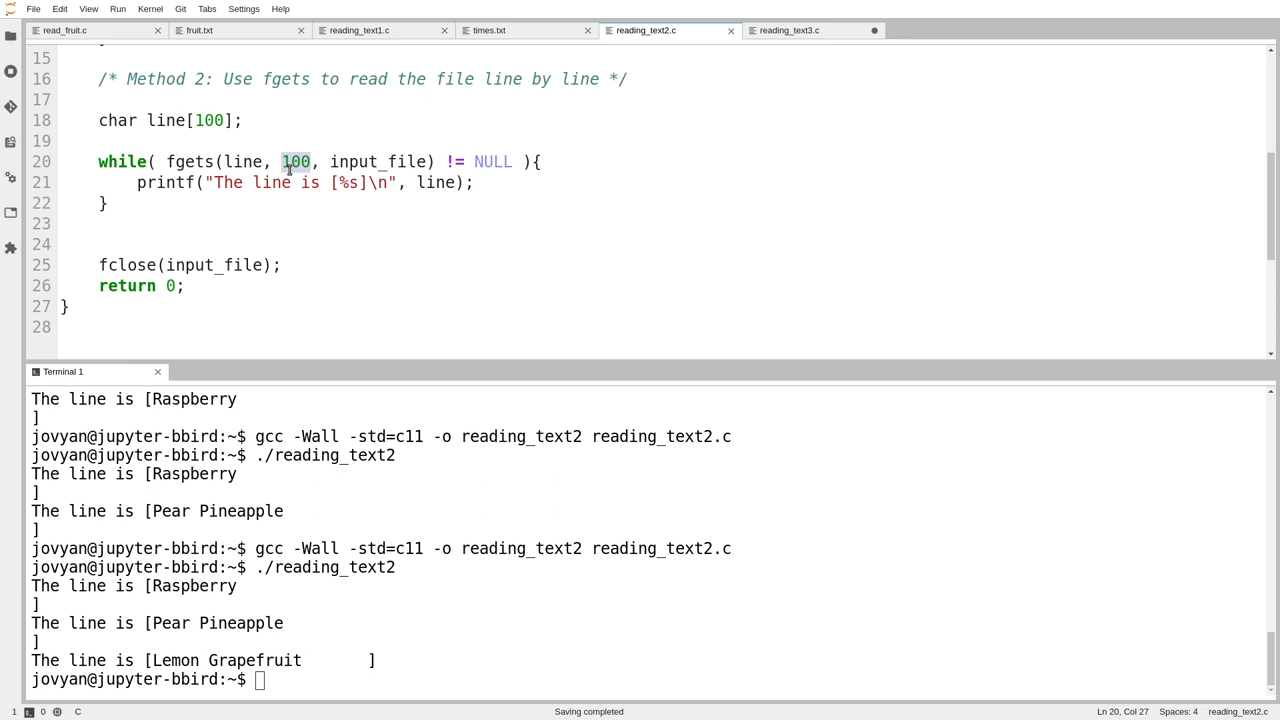 File Edit View Run Kernel Git Tabs Settings Help
read_fruit.c fruit.txt reading_text1.c times.txt reading_text2.c reading_text3.c
15
16 /* Method 2: Use fgets to read the file line by line */
17
18 char line[100];
19
20 while( fgets(line, 100, input_file) != NULL ){
21 printf("The line is [%s]\n", line);
22 }
23
24
25 fclose(input_file);
26 return 0;
27 }
28
Terminal 1
The line is [Raspberry
]
jovyan@jupyter-bbird:~$ gcc -Wall -std=c11 -o reading_text2 reading_text2.c
jovyan@jupyter-bbird:~$ ./reading_text2
The line is [Raspberry
]
The line is [Pear Pineapple
]
jovyan@jupyter-bbird:~$ gcc -Wall -std=c11 -o reading_text2 reading_text2.c
jovyan@jupyter-bbird:~$ ./reading_text2
The line is [Raspberry
]
The line is [Pear Pineapple
]
The line is [Lemon Grapefruit       ]
jovyan@jupyter-bbird:~$
1 0 C Saving completed Ln 20, Col 27 Spaces: 4 reading_text2.c